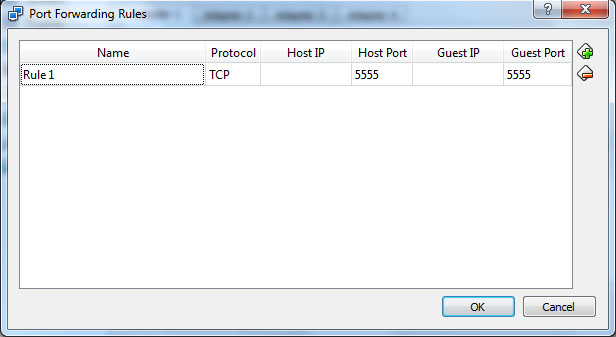 Port Forwarding Rules
Name Protocol Host IP Host Port Guest IP Guest Port
Rule 1 TCP 5555 5555
OK Cancel